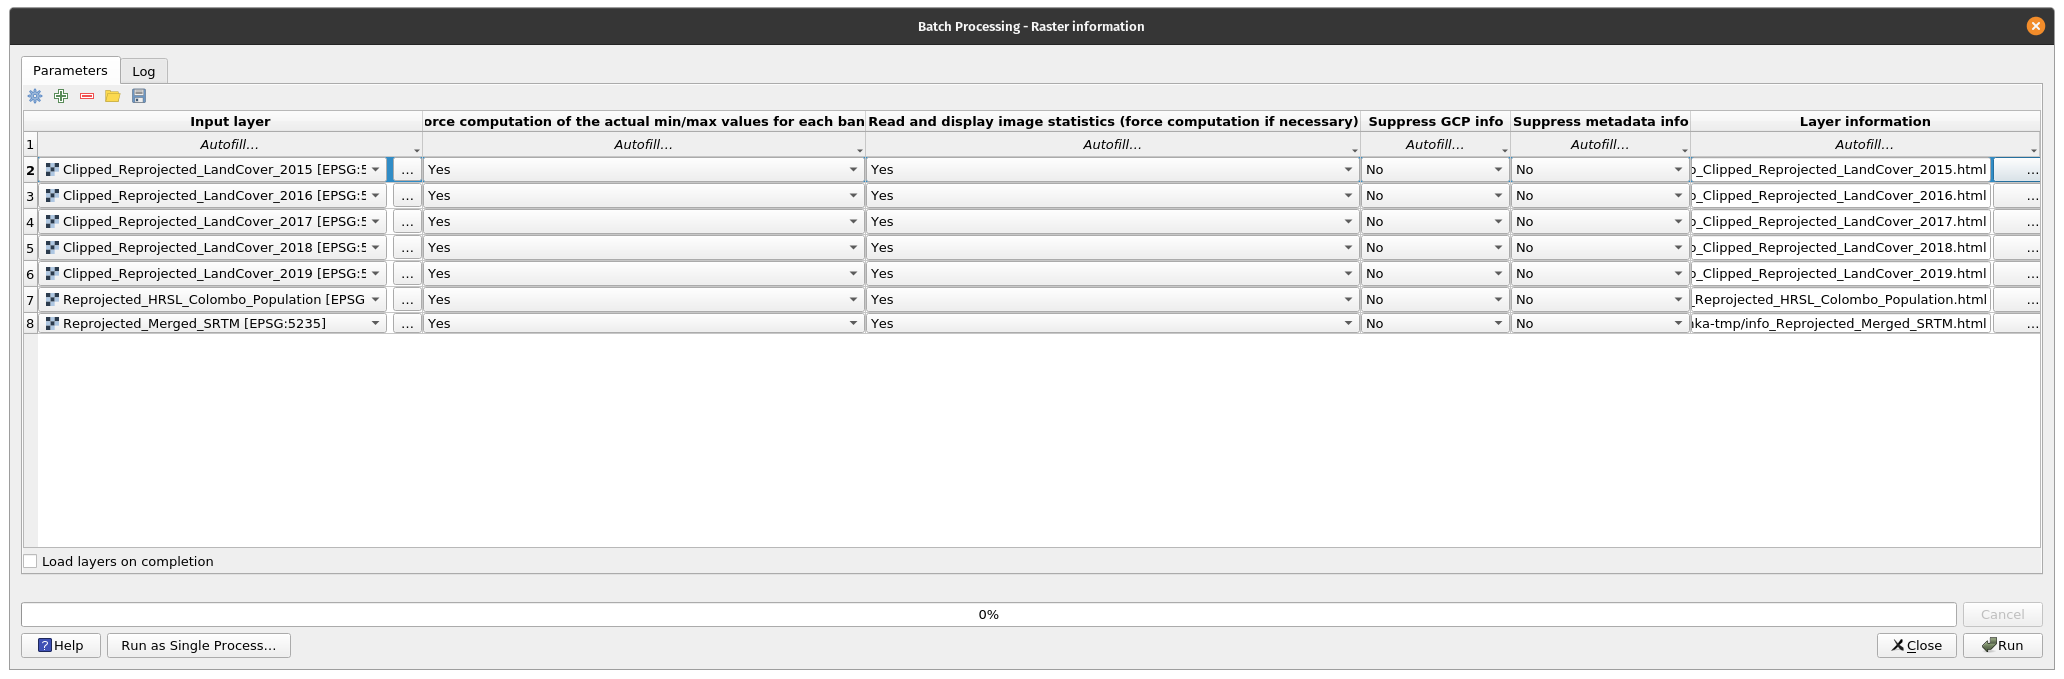 Batch Processing - Raster information
Parameters Log
Input layer orce computation of the actual min/max values for each ban Read and display image statistics (force computation if necessary) Suppress GCP info Suppress metadata info Layer information
1 Autofill... Autofill... Autofill... Autofill... Autofill... Autofill...
2 Clipped_Reprojected_LandCover_2015 [EPSG:5 ... Yes Yes No No o_Clipped_Reprojected_LandCover_2015.html ...
3 Clipped_Reprojected_LandCover_2016 [EPSG:5 ... Yes Yes No No o_Clipped_Reprojected_LandCover_2016.html ...
4 Clipped_Reprojected_LandCover_2017 [EPSG:5 ... Yes Yes No No o_Clipped_Reprojected_LandCover_2017.html ...
5 Clipped_Reprojected_LandCover_2018 [EPSG:5 ... Yes Yes No No o_Clipped_Reprojected_LandCover_2018.html ...
6 Clipped_Reprojected_LandCover_2019 [EPSG:5 ... Yes Yes No No o_Clipped_Reprojected_LandCover_2019.html ...
7 Reprojected_HRSL_Colombo_Population [EPSG ... Yes Yes No No _Reprojected_HRSL_Colombo_Population.html ...
8 Reprojected_Merged_SRTM [EPSG:5235] ... Yes Yes No No ka-tmp/info_Reprojected_Merged_SRTM.html ...
Load layers on completion
0% Cancel
Help Run as Single Process... Close Run